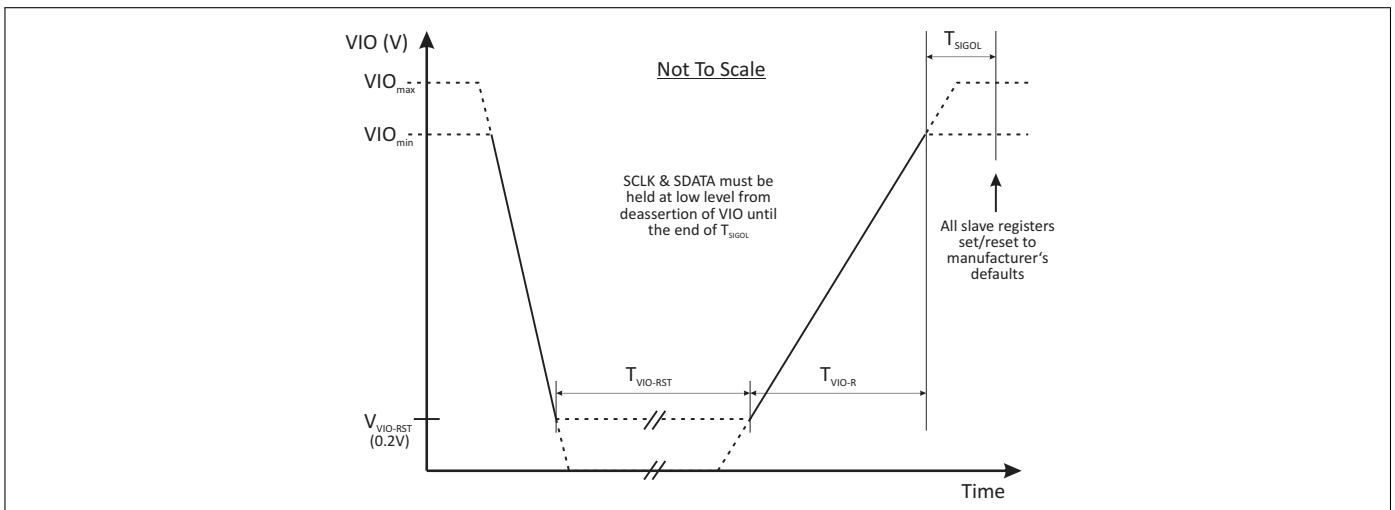 VIO (V)
T_SIGOL
Not To Scale
VIO_max
VIO_min
SCLK & SDATA must be
held at low level from
deassertion of VIO until
the end of T_SIGOL
All slave registers
set/reset to
manufacturer‘s
defaults
T_VIO-RST
T_VIO-R
V_VIO-RST
(0.2V)
Time